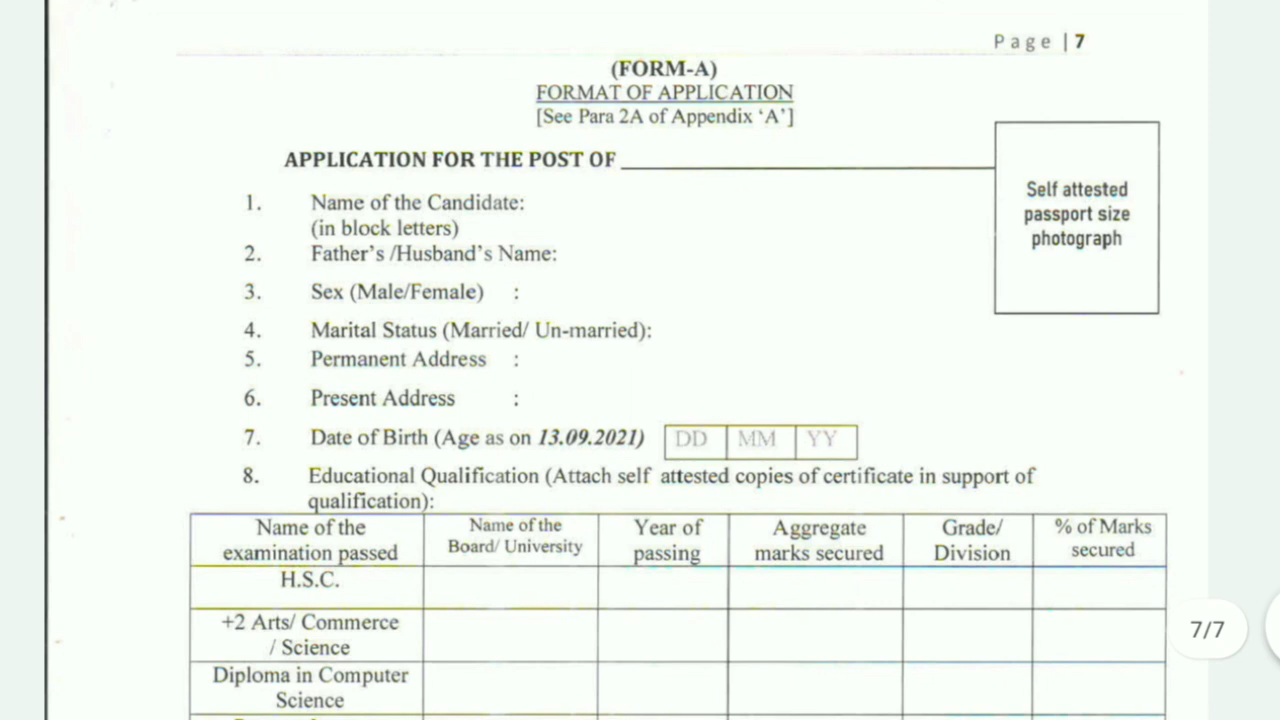 Page | 7
(FORM-A)
FORMAT OF APPLICATION
[See Para 2A of Appendix 'A']
APPLICATION FOR THE POST OF
Self attested
passport size
photograph
1. Name of the Candidate:
(in block letters)
2. Father's /Husband's Name:
3. Sex (Male/Female) :
4. Marital Status (Married/ Un-married):
5. Permanent Address :
6. Present Address :
7. Date of Birth (Age as on 13.09.2021) DD MM YY
8. Educational Qualification (Attach self attested copies of certificate in support of
qualification):
Name of the
examination passed
Name of the
Board/ University
Year of
passing
Aggregate
marks secured
Grade/
Division
% of Marks
secured
H.S.C.
+2 Arts/ Commerce
/ Science
Diploma in Computer
Science
7/7